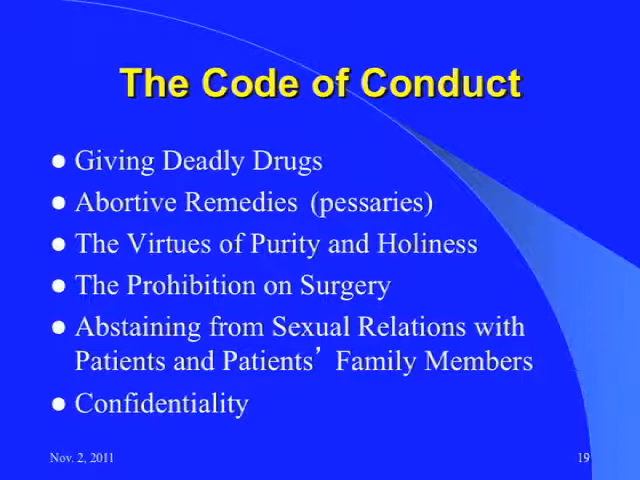 The Code of Conduct
Giving Deadly Drugs
Abortive Remedies (pessaries)
The Virtues of Purity and Holiness
The Prohibition on Surgery
Abstaining from Sexual Relations with
Patients and Patients’ Family Members
Confidentiality
Nov. 2, 2011
19